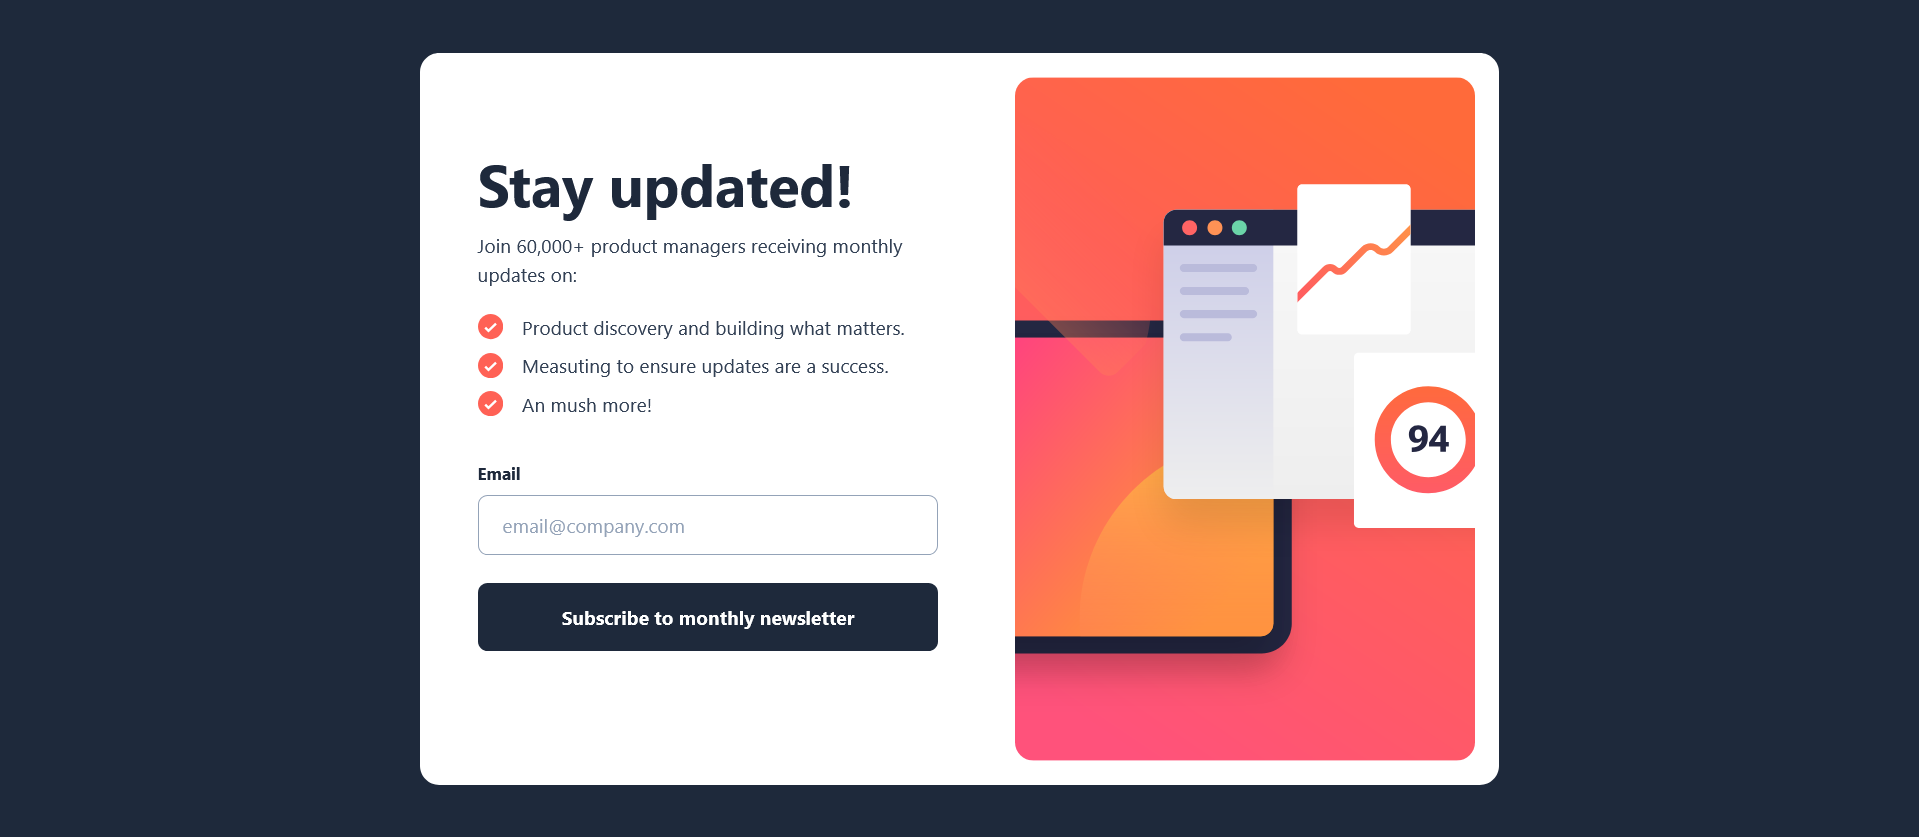 Stay updated!
Join 60,000+ product managers receiving monthly
updates on:
Product discovery and building what matters.
Measuting to ensure updates are a success.
An mush more!
Email
email@company.com
Subscribe to monthly newsletter
94